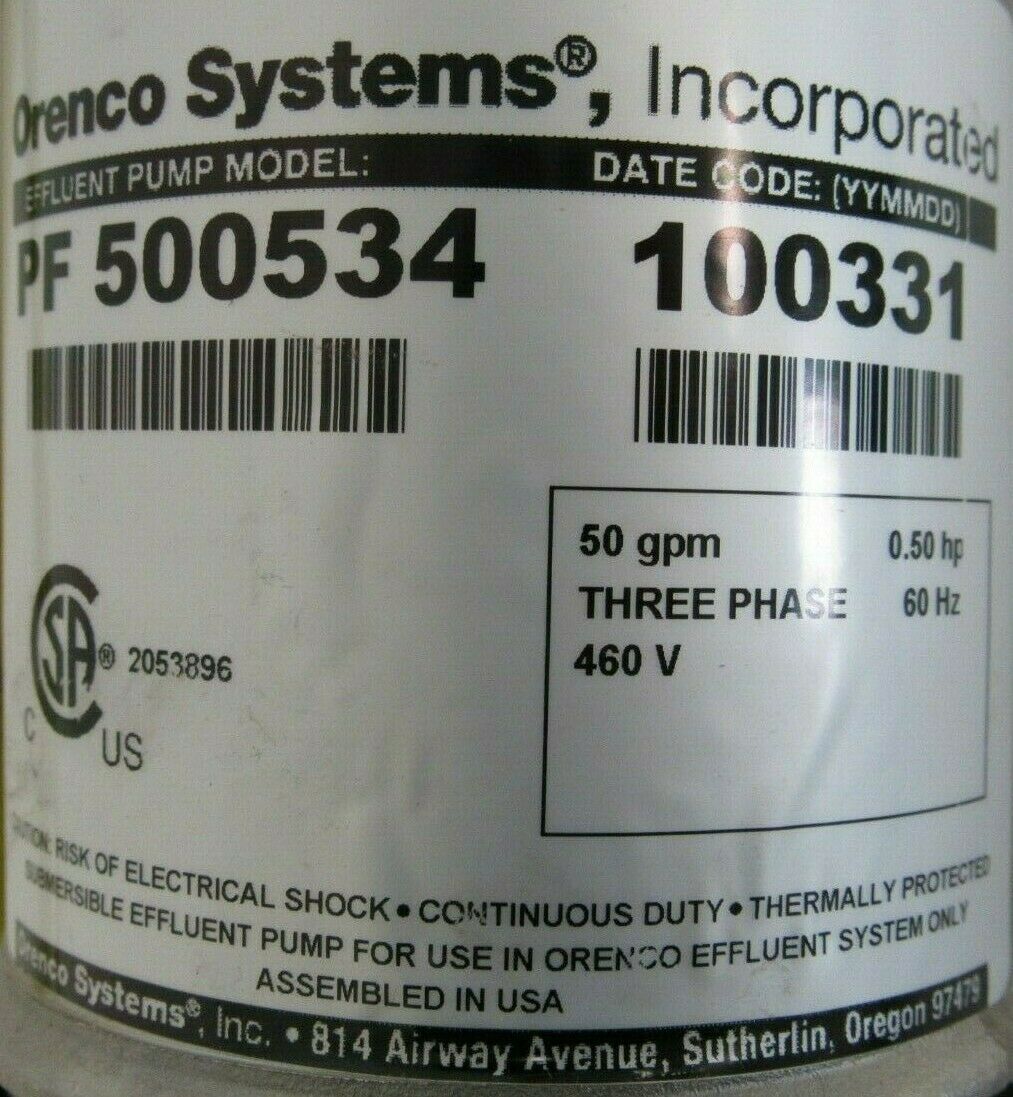 Orenco Systems®, Incorporated
EFFLUENT PUMP MODEL: DATE CODE: (YYMMDD)
PF 500534 100331
50 gpm 0.50 hp
THREE PHASE 60 Hz
460 V
CSA® 2053896
C US
CAUTION: RISK OF ELECTRICAL SHOCK • CONTINUOUS DUTY • THERMALLY PROTECTED
SUBMERSIBLE EFFLUENT PUMP FOR USE IN ORENCO EFFLUENT SYSTEM ONLY
ASSEMBLED IN USA
Orenco Systems®, Inc. • 814 Airway Avenue, Sutherlin, Oregon 97479